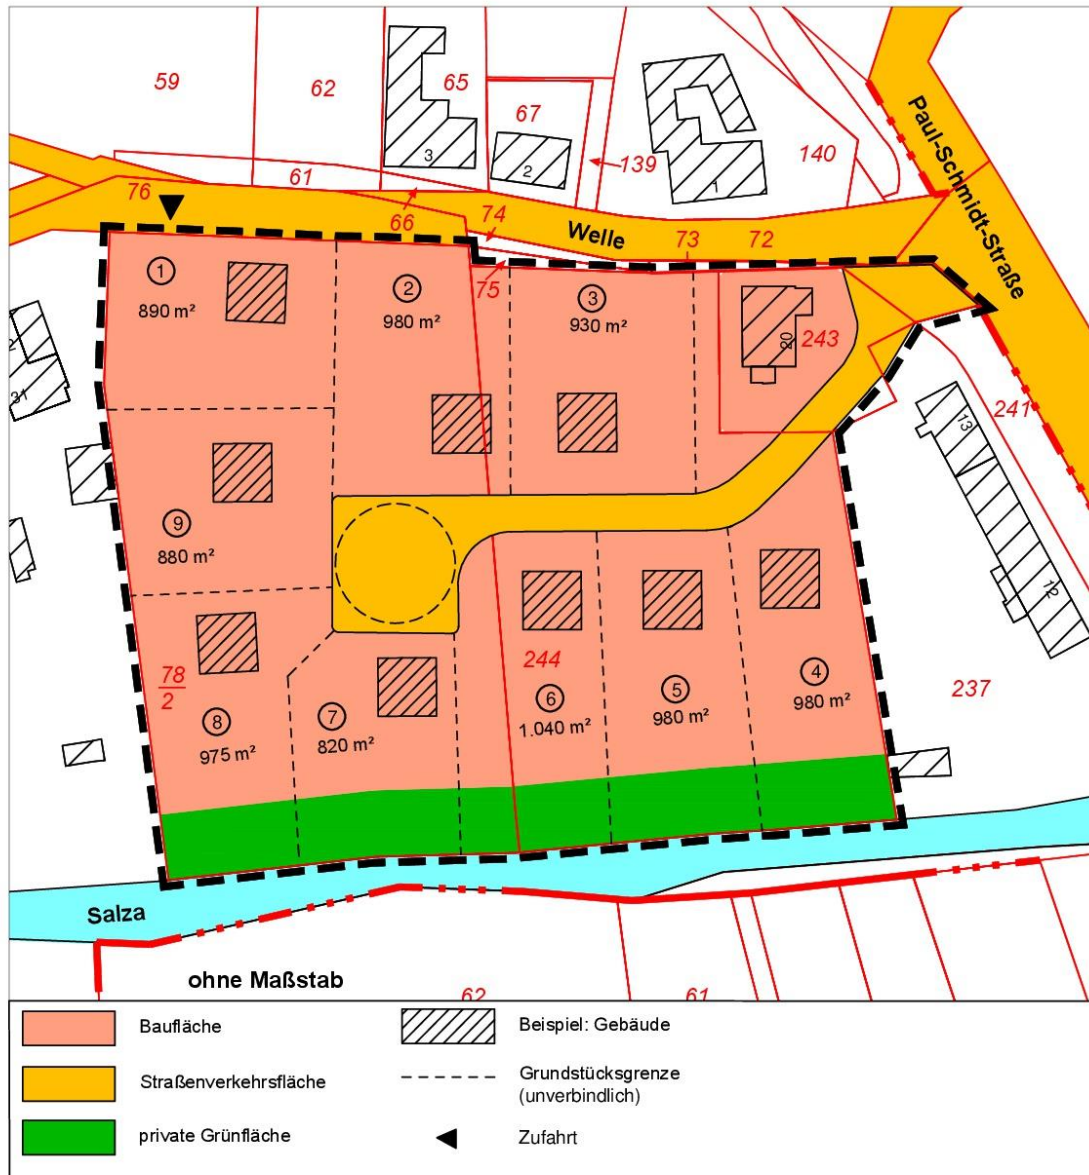 59
62
65
67
139
140
3
2
1
Paul-Schmidt-Straße
61
76
66
74
Welle
73
72
75
1
890 m²
2
980 m²
3
930 m²
20
243
241
31
13
12
9
880 m²
78
2
244
237
8
975 m²
7
820 m²
6
1.040 m²
5
980 m²
4
980 m²
Salza
ohne Maßstab
62
61
Baufläche
Beispiel: Gebäude
Straßenverkehrsfläche
Grundstücksgrenze
(unverbindlich)
private Grünfläche
Zufahrt